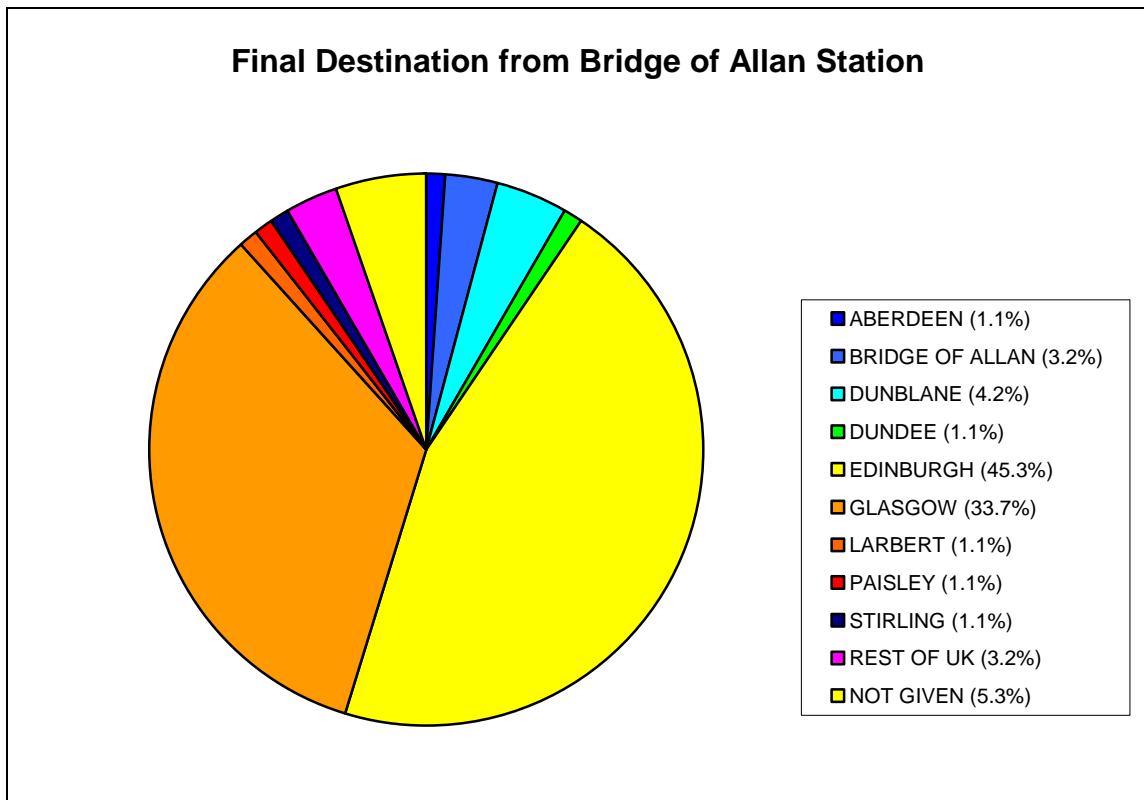 Final Destination from Bridge of Allan Station
ABERDEEN (1.1%)
BRIDGE OF ALLAN (3.2%)
DUNBLANE (4.2%)
DUNDEE (1.1%)
EDINBURGH (45.3%)
GLASGOW (33.7%)
LARBERT (1.1%)
PAISLEY (1.1%)
STIRLING (1.1%)
REST OF UK (3.2%)
NOT GIVEN (5.3%)